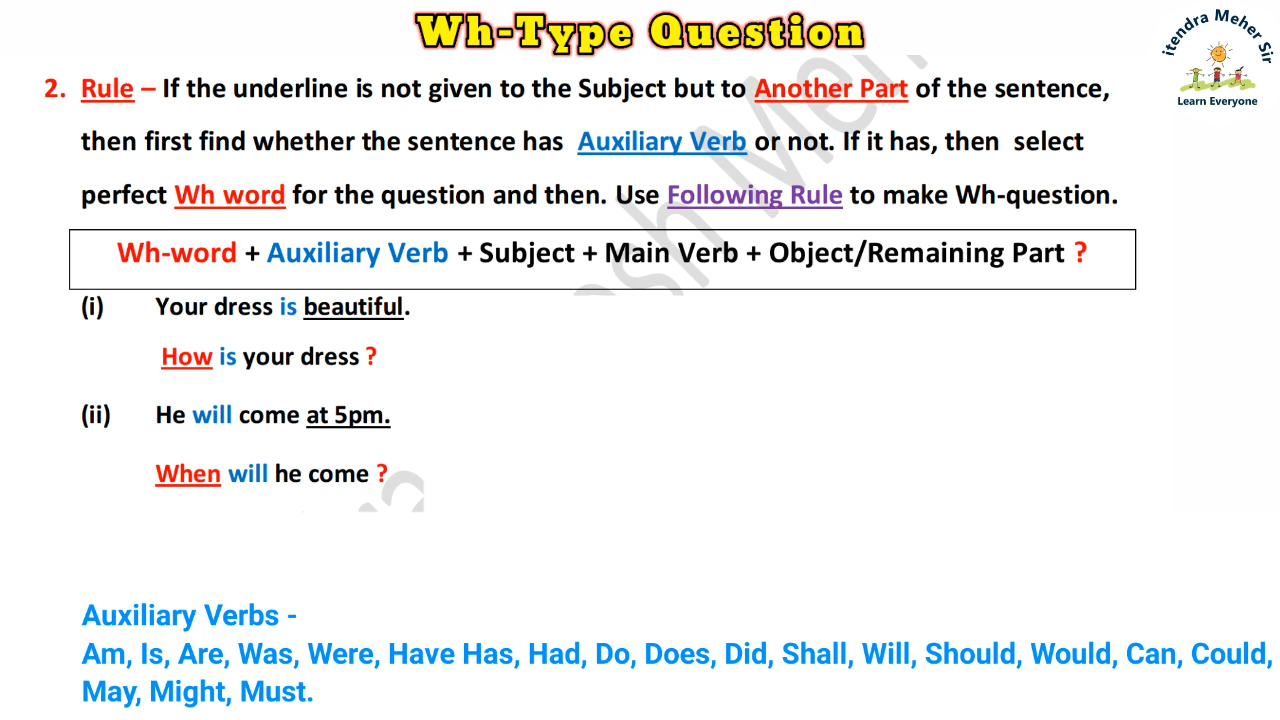 Wh-Type Question
itendra Meher Sir
Learn Everyone
2. Rule – If the underline is not given to the Subject but to Another Part of the sentence,
then first find whether the sentence has Auxiliary Verb or not. If it has, then select
perfect Wh word for the question and then. Use Following Rule to make Wh-question.
Wh-word + Auxiliary Verb + Subject + Main Verb + Object/Remaining Part ?
(i) Your dress is beautiful.
How is your dress ?
(ii) He will come at 5pm.
When will he come ?
Auxiliary Verbs -
Am, Is, Are, Was, Were, Have Has, Had, Do, Does, Did, Shall, Will, Should, Would, Can, Could,
May, Might, Must.